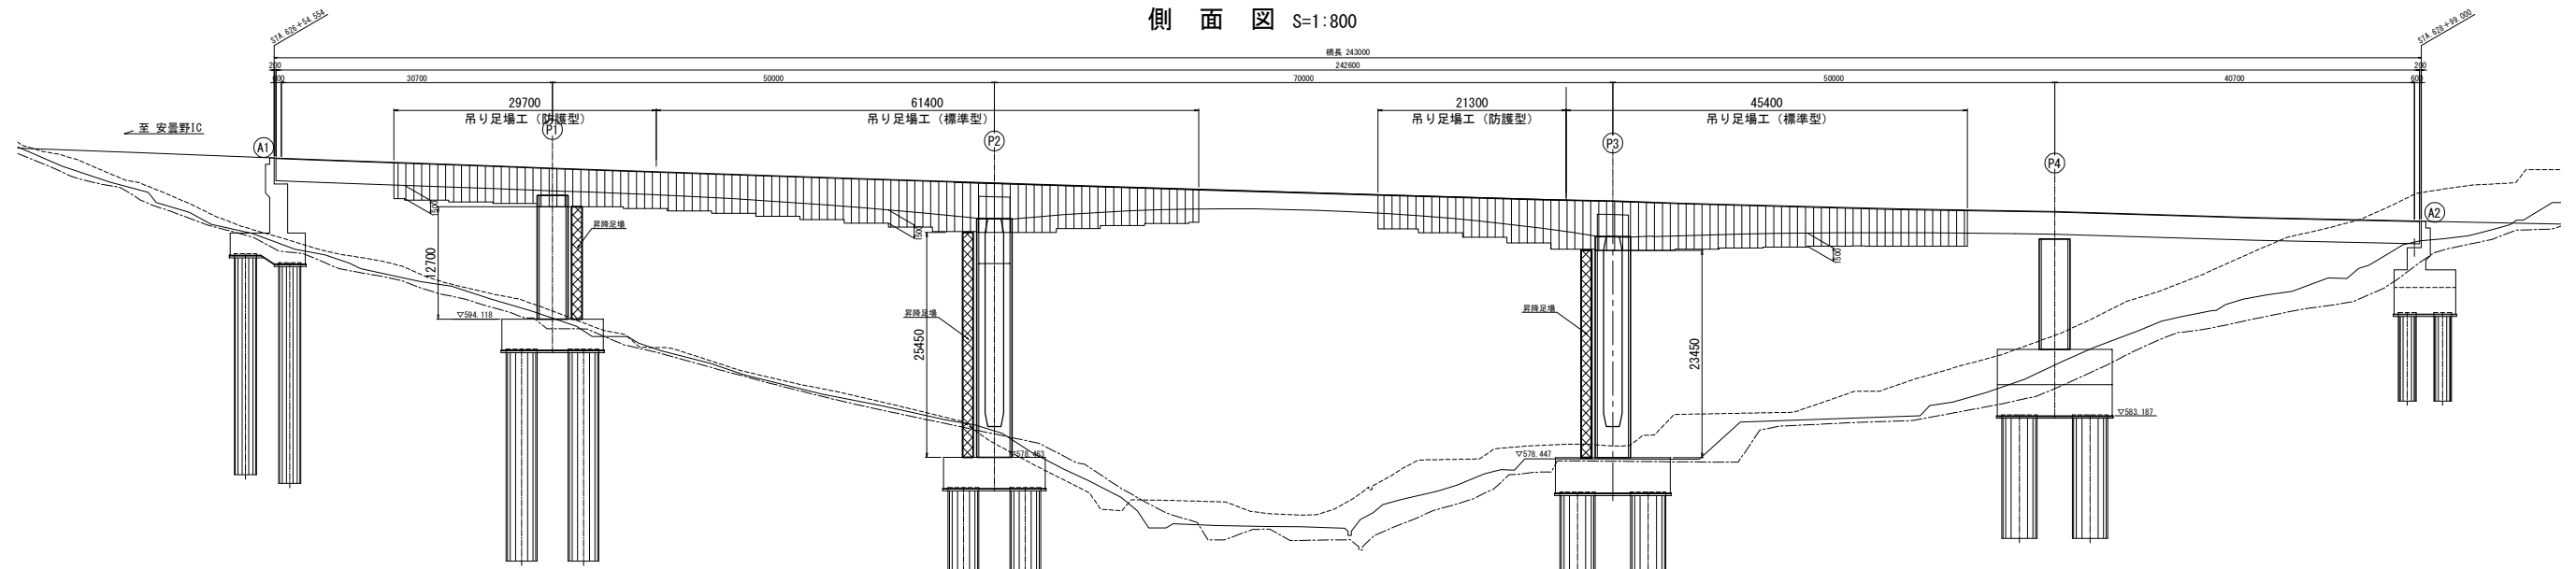 側 面 図 S=1:800
STA.626+54.554
STA.628+99.000
橋長 243000
200
242600
200
600
30700
50000
70000
50000
40700
600
29700
61400
21300
45400
吊り足場工（防護型）
吊り足場工（標準型）
吊り足場工（防護型）
吊り足場工（標準型）
至 安曇野IC
A1
P1
P2
P3
P4
A2
1500
1500
1500
昇降足場
昇降足場
昇降足場
12700
25450
23450
▽594.118
▽578.463
▽578.447
▽583.187